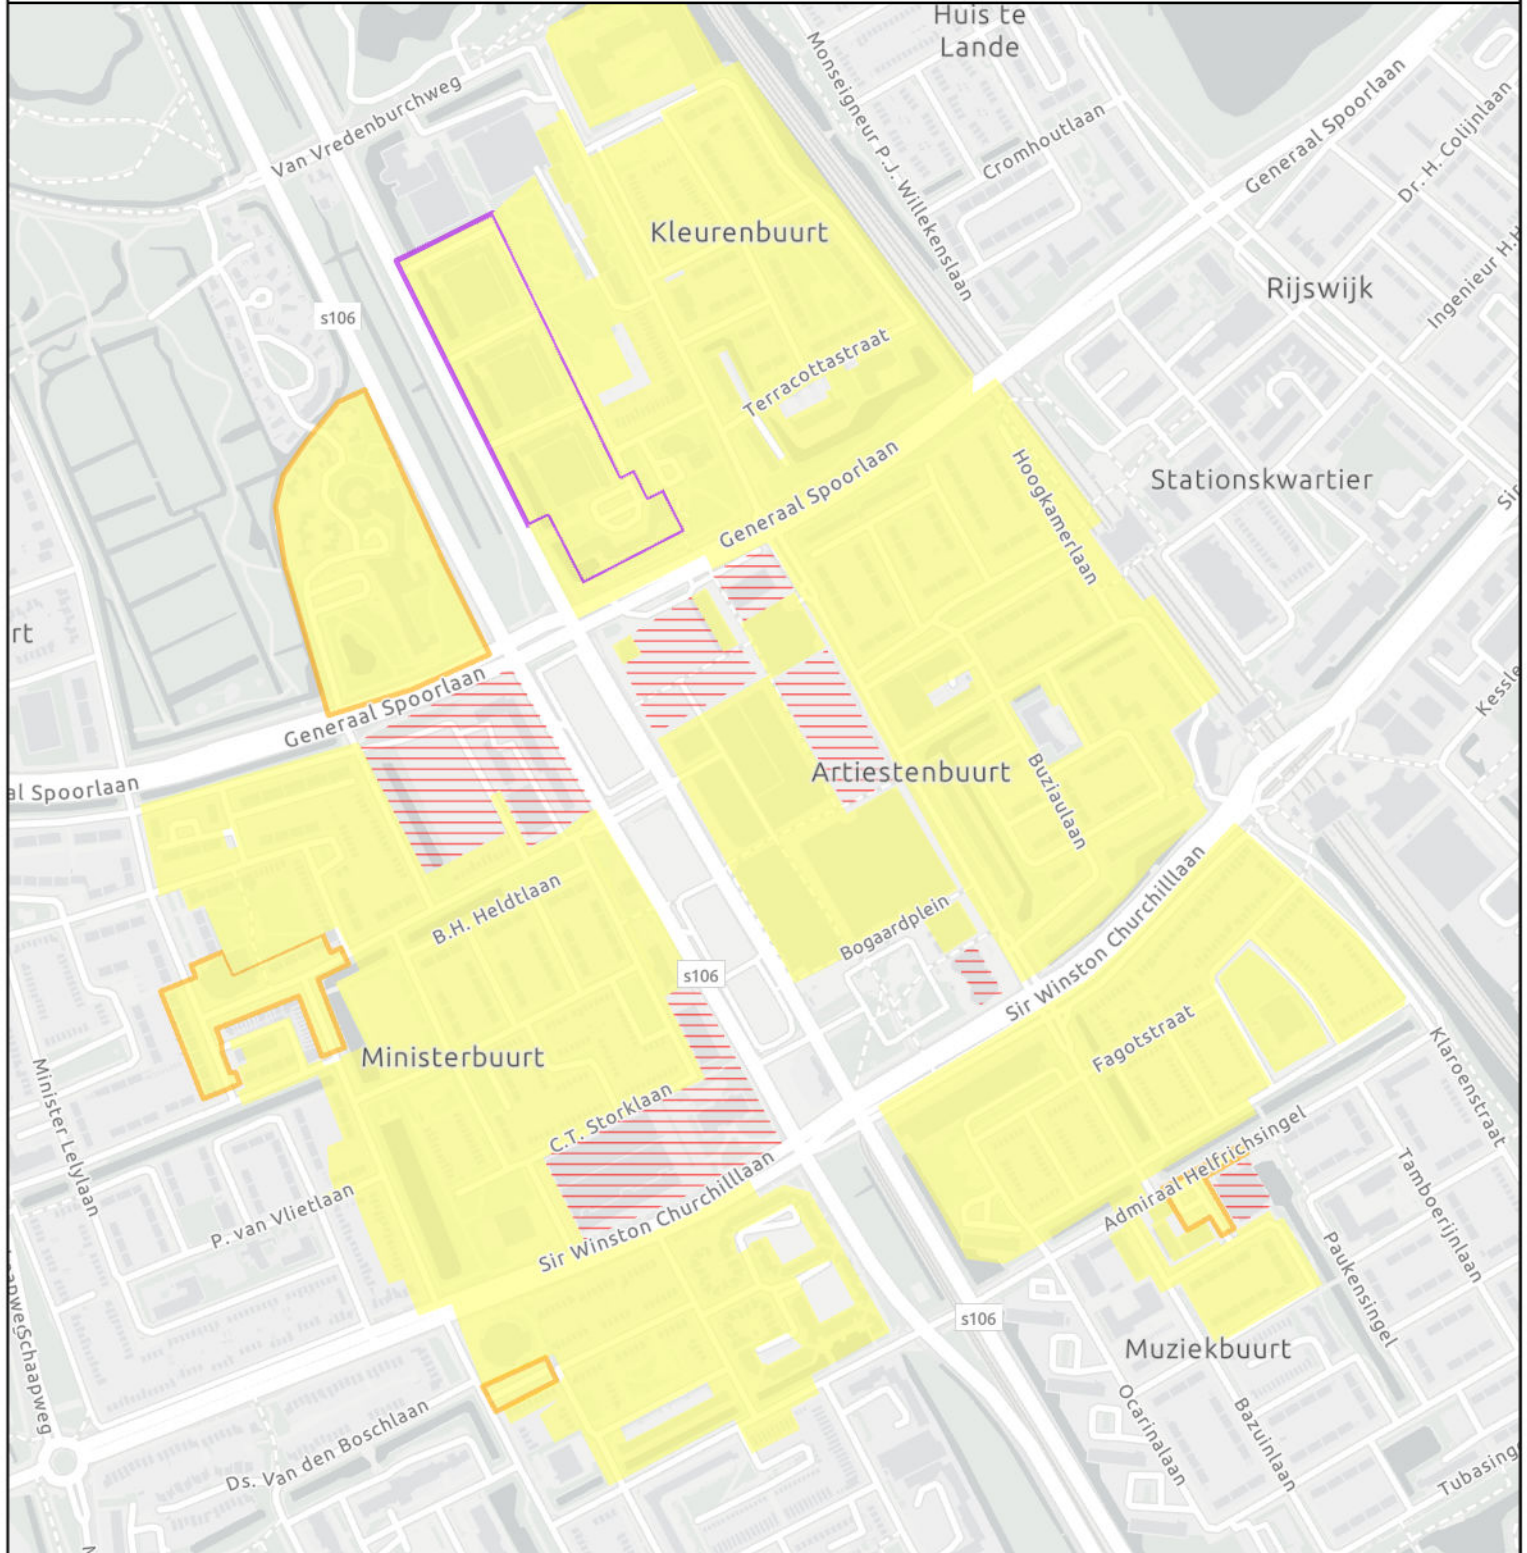 Huis te
Lande
Monseigneur P.J. Willekenslaan
Van Vredenburchweg
Cromhoutlaan
Generaal Spoorlaan
Dr. H. Colijnlaan
Kleurenbuurt
Rijswijk
Ingenieur H.H
s106
Terracottastraat
Generaal Spoorlaan
Hoogkamerlaan
Stationskwartier
Sir
rt
Kessle
Generaal Spoorlaan
al Spoorlaan
Artiestenbuurt
Buziaulaan
B.H. Heldtlaan
Bogaardplein
Sir Winston Churchilllaan
s106
Fagotstraat
Ministerbuurt
Klaroenstraat
Minister Lelylaan
C.T. Storklaan
Admiraal Helfrichsingel
Tamboerijnlaan
P. van Vlietlaan
Sir Winston Churchilllaan
Paukensingel
Schaapweg
s106
Muziekbuurt
Ocarinalaan
Bazuinlaan
Ds. Van den Boschlaan
Tubasing